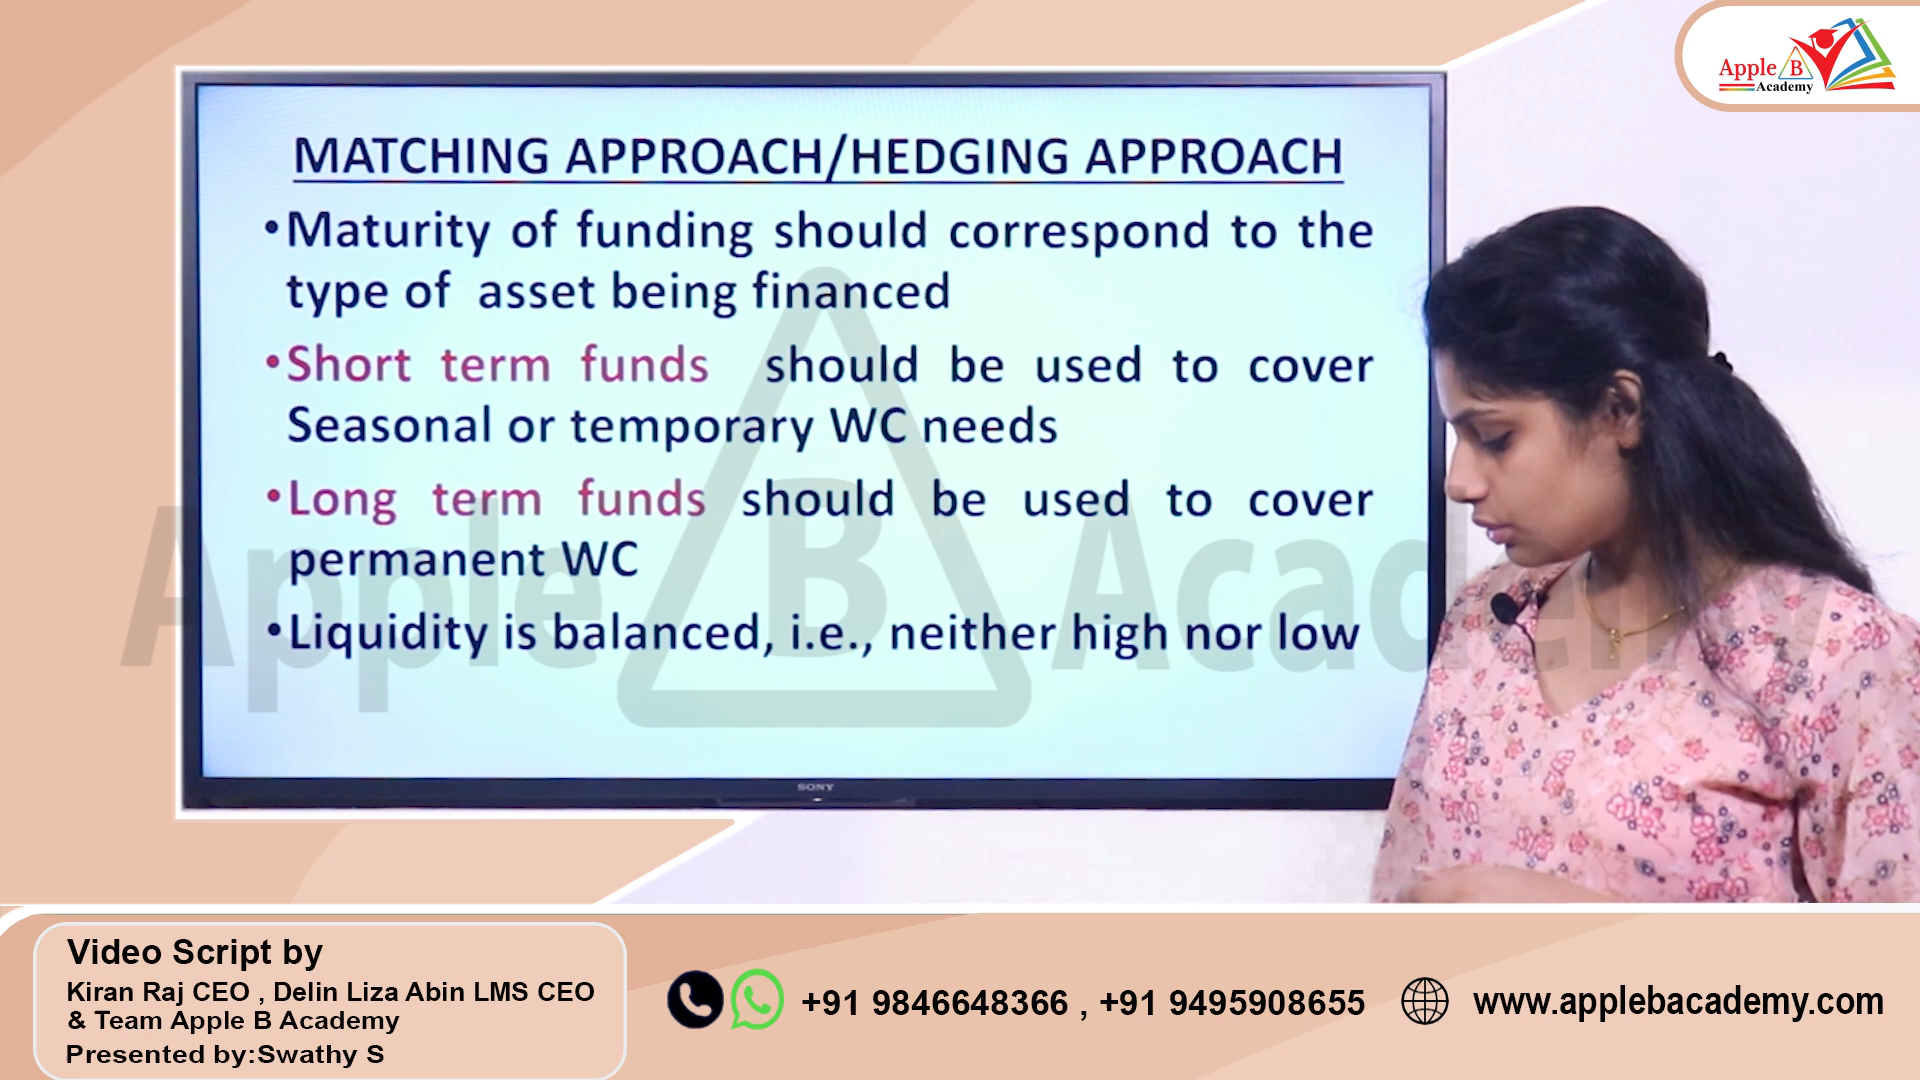 Apple B
Academy
MATCHING APPROACH/HEDGING APPROACH
•Maturity of funding should correspond to the
type of asset being financed
•Short term funds should be used to cover
Seasonal or temporary WC needs
•Long term funds should be used to cover
permanent WC
•Liquidity is balanced, i.e., neither high nor low
Apple B Academy
SONY
Video Script by
Kiran Raj CEO , Delin Liza Abin LMS CEO
& Team Apple B Academy
Presented by:Swathy S
+91 9846648366 , +91 9495908655
www.applebacademy.com